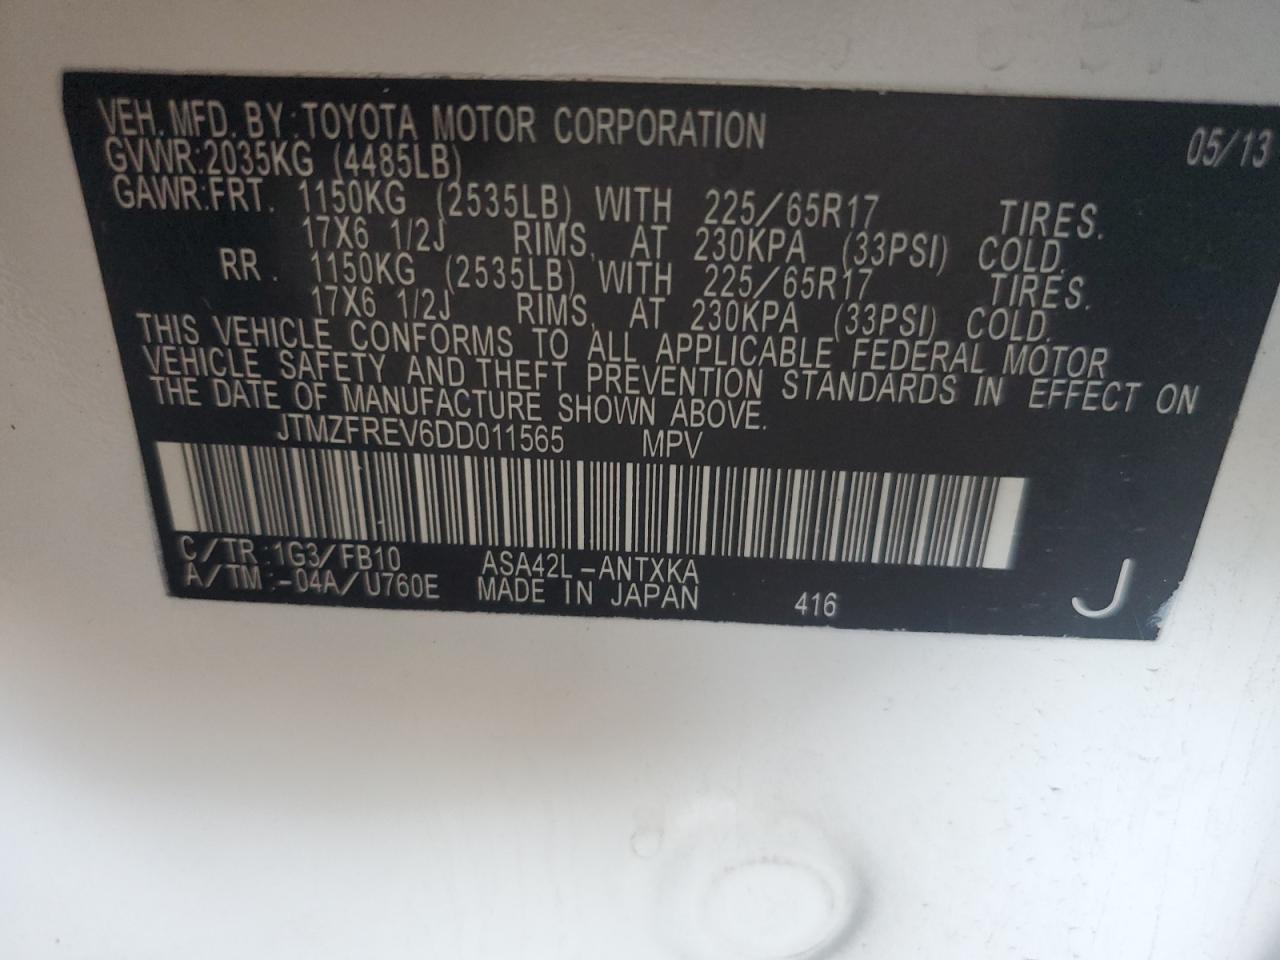 VEH. MFD. BY:TOYOTA MOTOR CORPORATION 05/13
GVWR:2035KG (4485LB)
GAWR:FRT. 1150KG (2535LB) WITH 225/65R17 TIRES.
17X6 1/2J RIMS, AT 230KPA (33PSI) COLD.
RR. 1150KG (2535LB) WITH 225/65R17 TIRES.
17X6 1/2J RIMS, AT 230KPA (33PSI) COLD.
THIS VEHICLE CONFORMS TO ALL APPLICABLE FEDERAL MOTOR
VEHICLE SAFETY AND THEFT PREVENTION STANDARDS IN EFFECT ON
THE DATE OF MANUFACTURE SHOWN ABOVE.
JTMZFREV6DD011565 MPV
C/TR:1G3/FB10 ASA42L-ANTXKA
A/TM:-04A/U760E MADE IN JAPAN 416 J